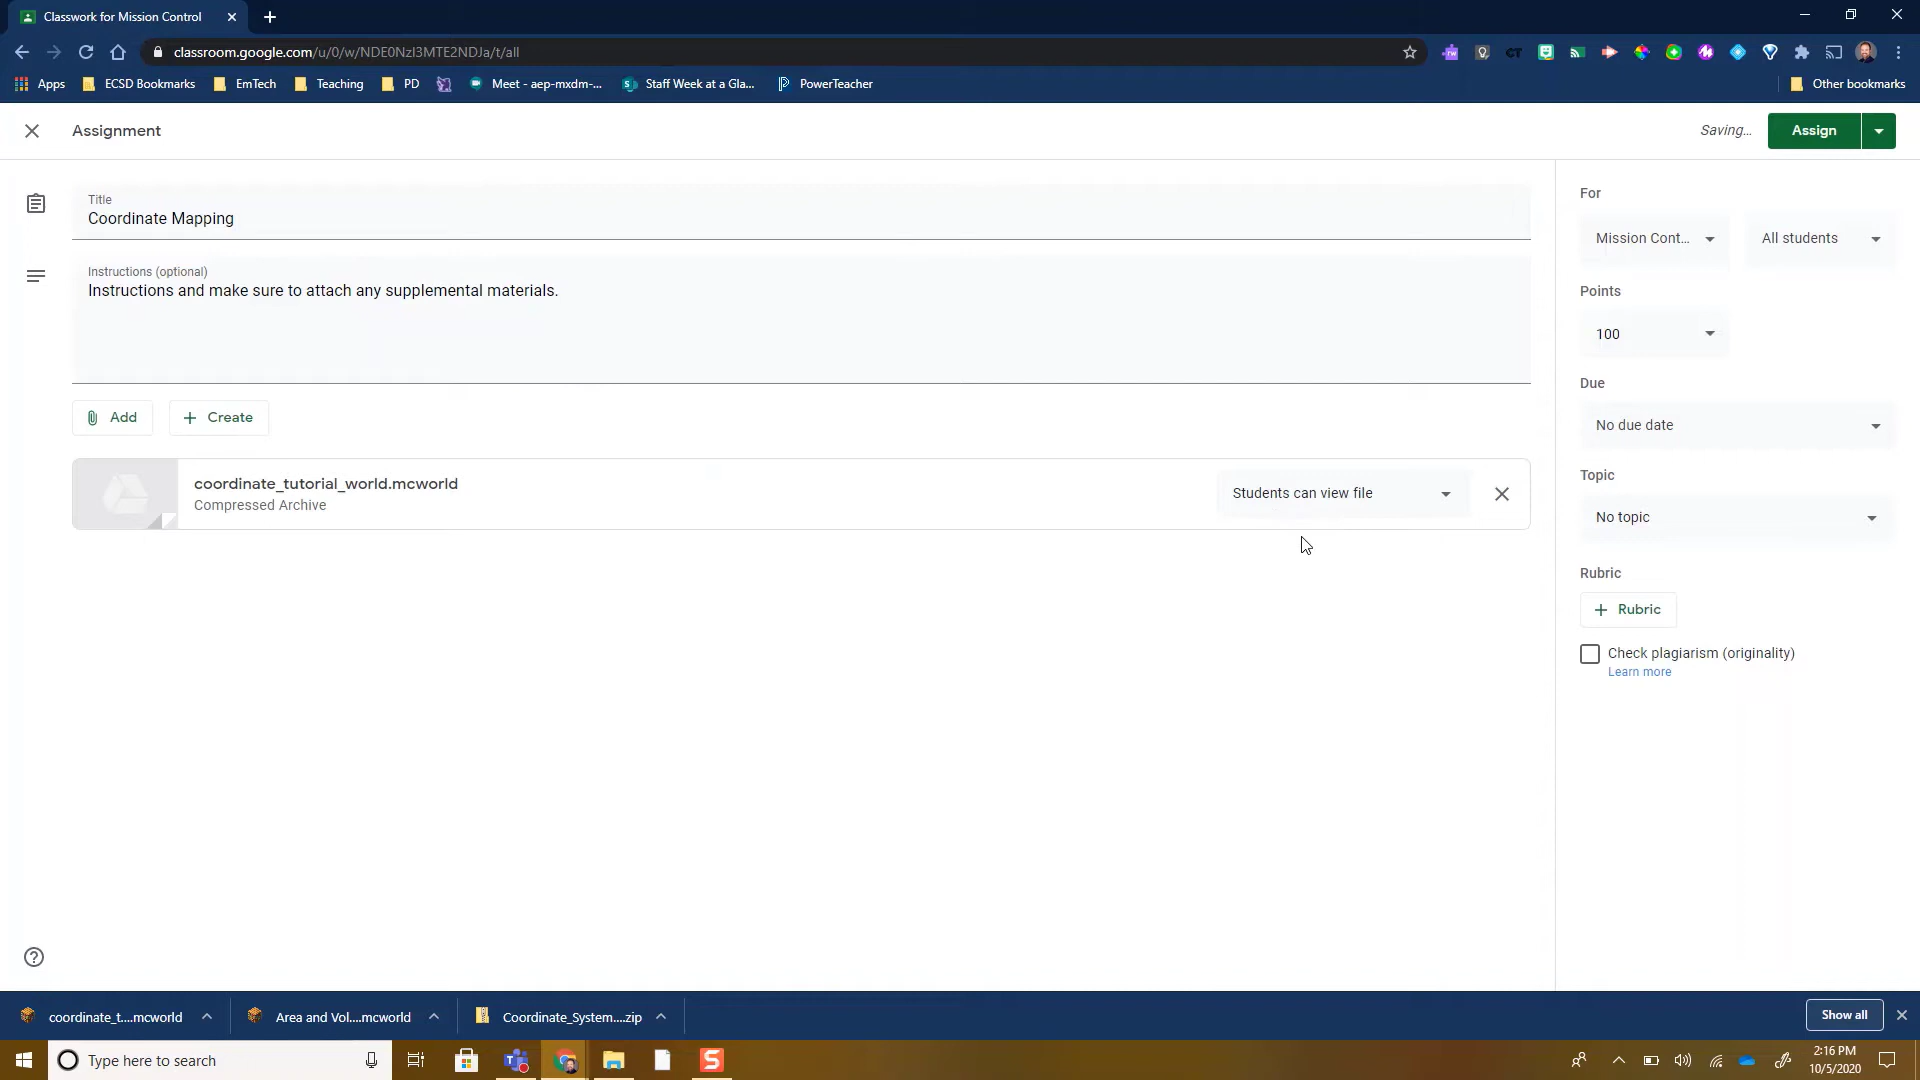 Classwork for Mission Control
classroom.google.com/u/0/w/NDE0NzI3MTE2NDJa/t/all
Apps
ECSD Bookmarks
EmTech
Teaching
PD
Meet - aep-mxdm-...
Staff Week at a Gla...
PowerTeacher
Other bookmarks
Assignment
Saving...
Assign
Title
Coordinate Mapping
Instructions (optional)
Instructions and make sure to attach any supplemental materials.
Add
Create
coordinate_tutorial_world.mcworld
Compressed Archive
Students can view file
For
Mission Cont...
All students
Points
100
Due
No due date
Topic
No topic
Rubric
Rubric
Check plagiarism (originality)
Learn more
coordinate_t....mcworld
Area and Vol....mcworld
Coordinate_System....zip
Show all
Type here to search
2:16 PM
10/5/2020